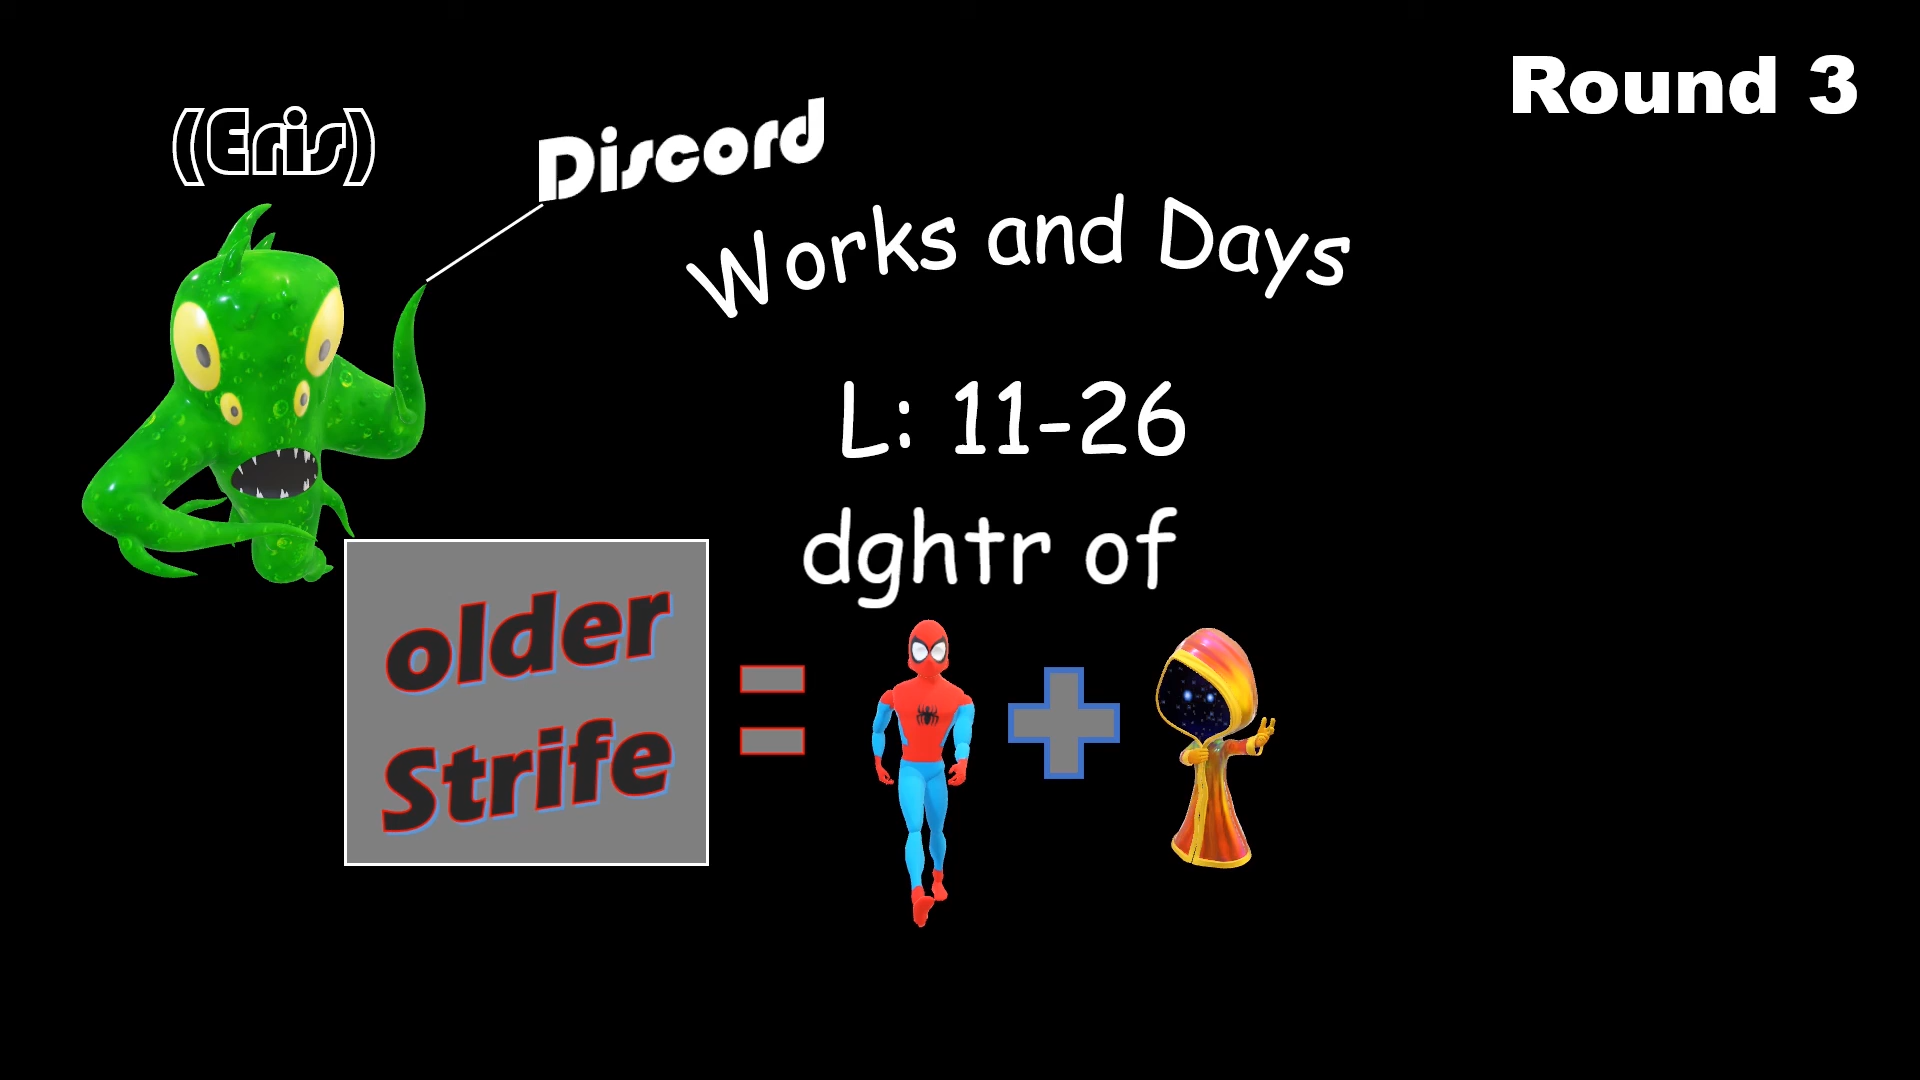 Round 3
(Eris)
Discord
Works and Days
L: 11-26
dghtr of
older
Strife